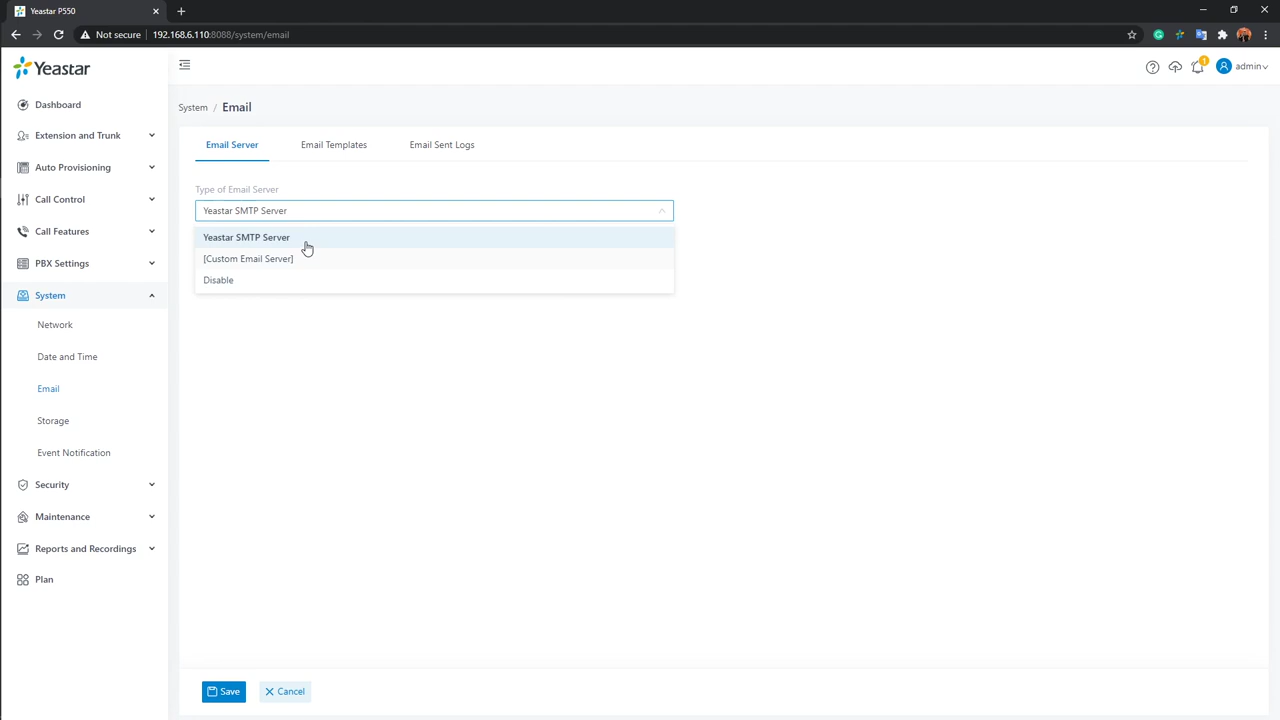 Yeastar P550
Not secure 192.168.6.110:8088/system/email
Yeastar
1
admin
Dashboard
Extension and Trunk
Auto Provisioning
Call Control
Call Features
PBX Settings
System
Network
Date and Time
Email
Storage
Event Notification
Security
Maintenance
Reports and Recordings
Plan
System / Email
Email Server Email Templates Email Sent Logs
Type of Email Server
Yeastar SMTP Server
Yeastar SMTP Server
[Custom Email Server]
Disable
Save Cancel